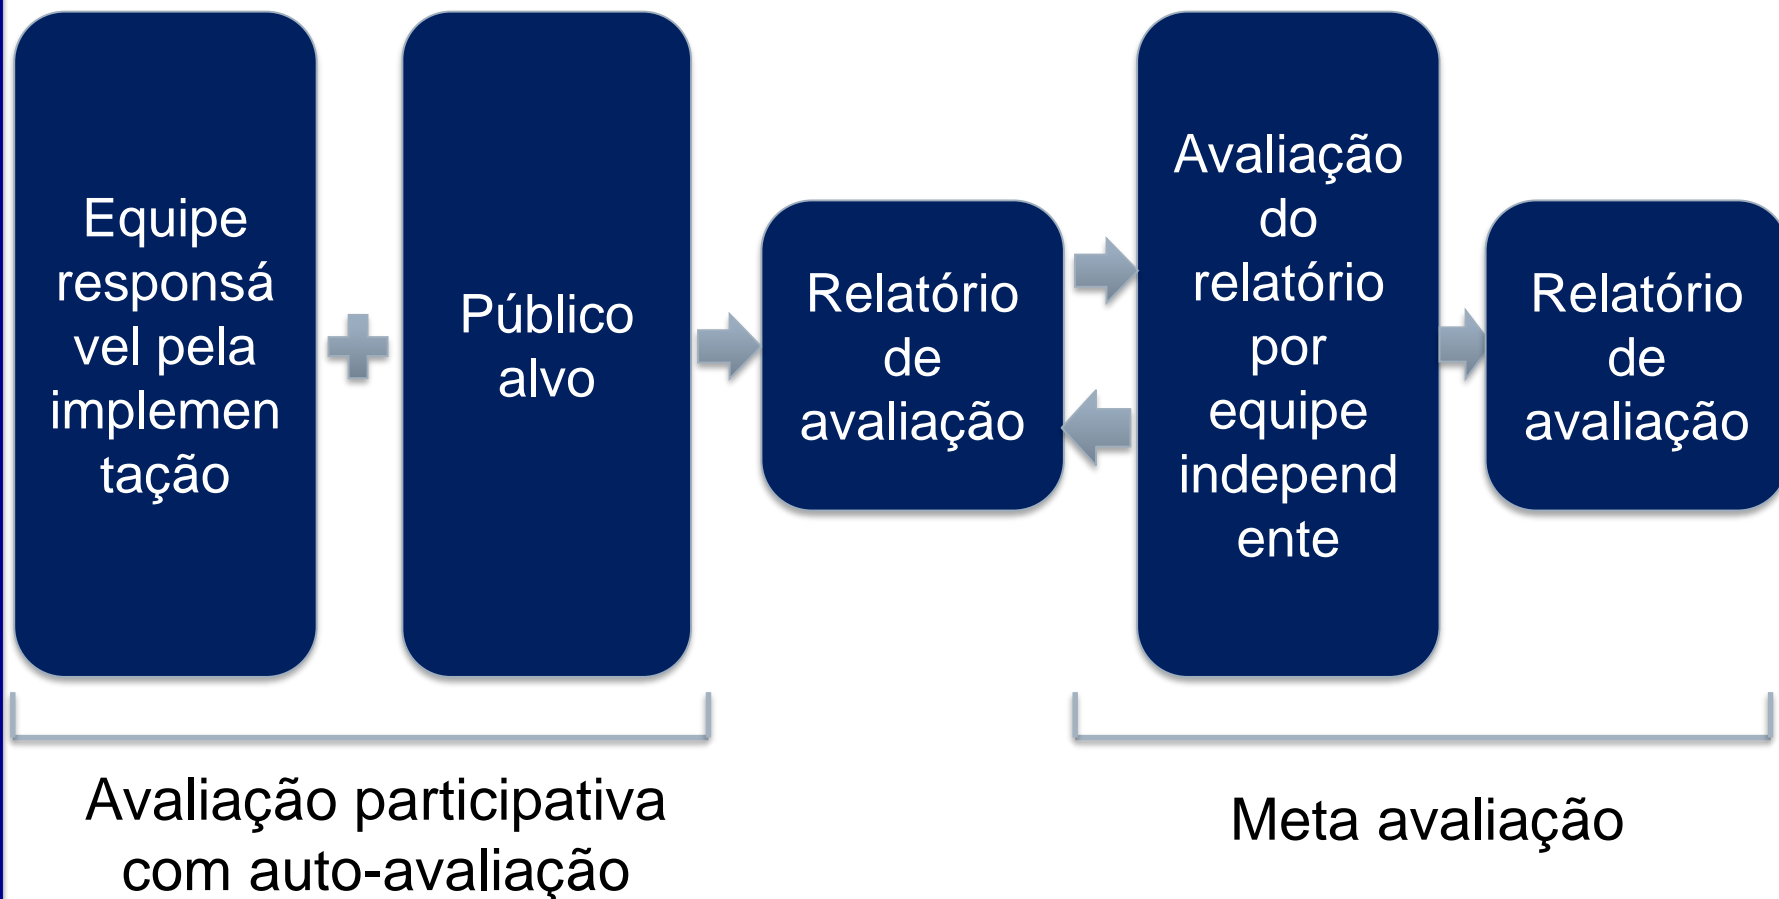 Equipe
responsá
vel pela
implemen
tação
Público
alvo
Relatório
de
avaliação
Avaliação
do
relatório
por
equipe
independ
ente
Relatório
de
avaliação
Avaliação participativa
com auto-avaliação
Meta avaliação